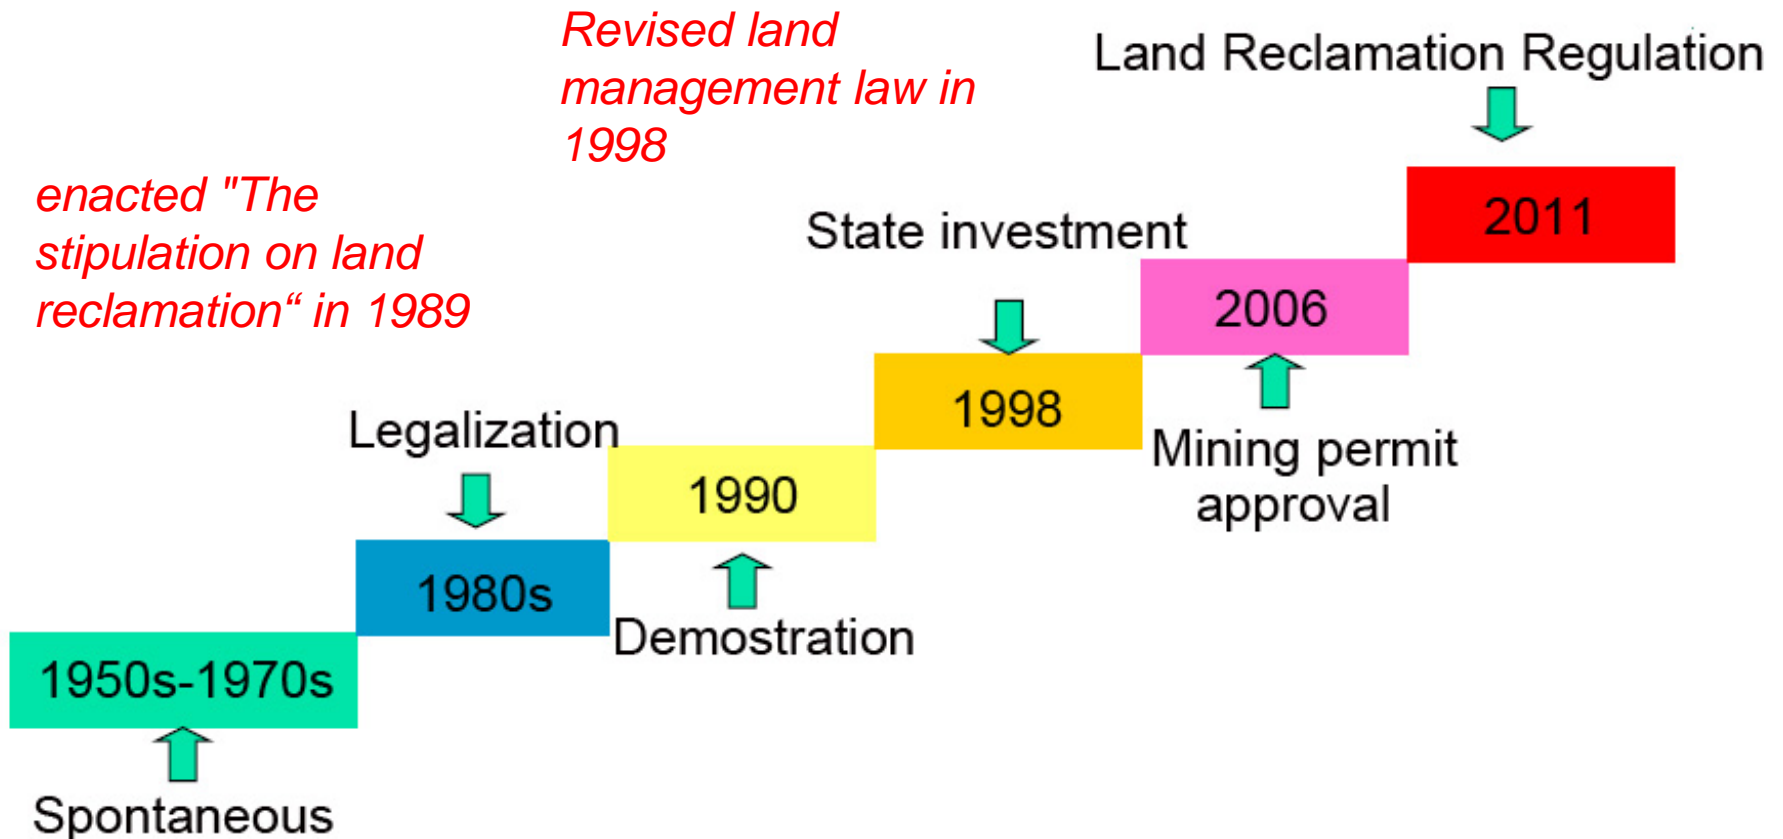 Revised land
management law in
1998
Land Reclamation Regulation
enacted "The
stipulation on land
reclamation“ in 1989
2011
State investment
2006
1998
Legalization
Mining permit
approval
1990
1980s
Demostration
1950s-1970s
Spontaneous